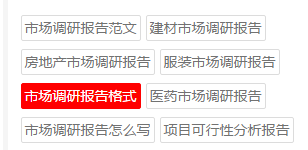 市场调研报告范文 建材市场调研报告
房地产市场调研报告 服装市场调研报告
市场调研报告格式 医药市场调研报告
市场调研报告怎么写 项目可行性分析报告